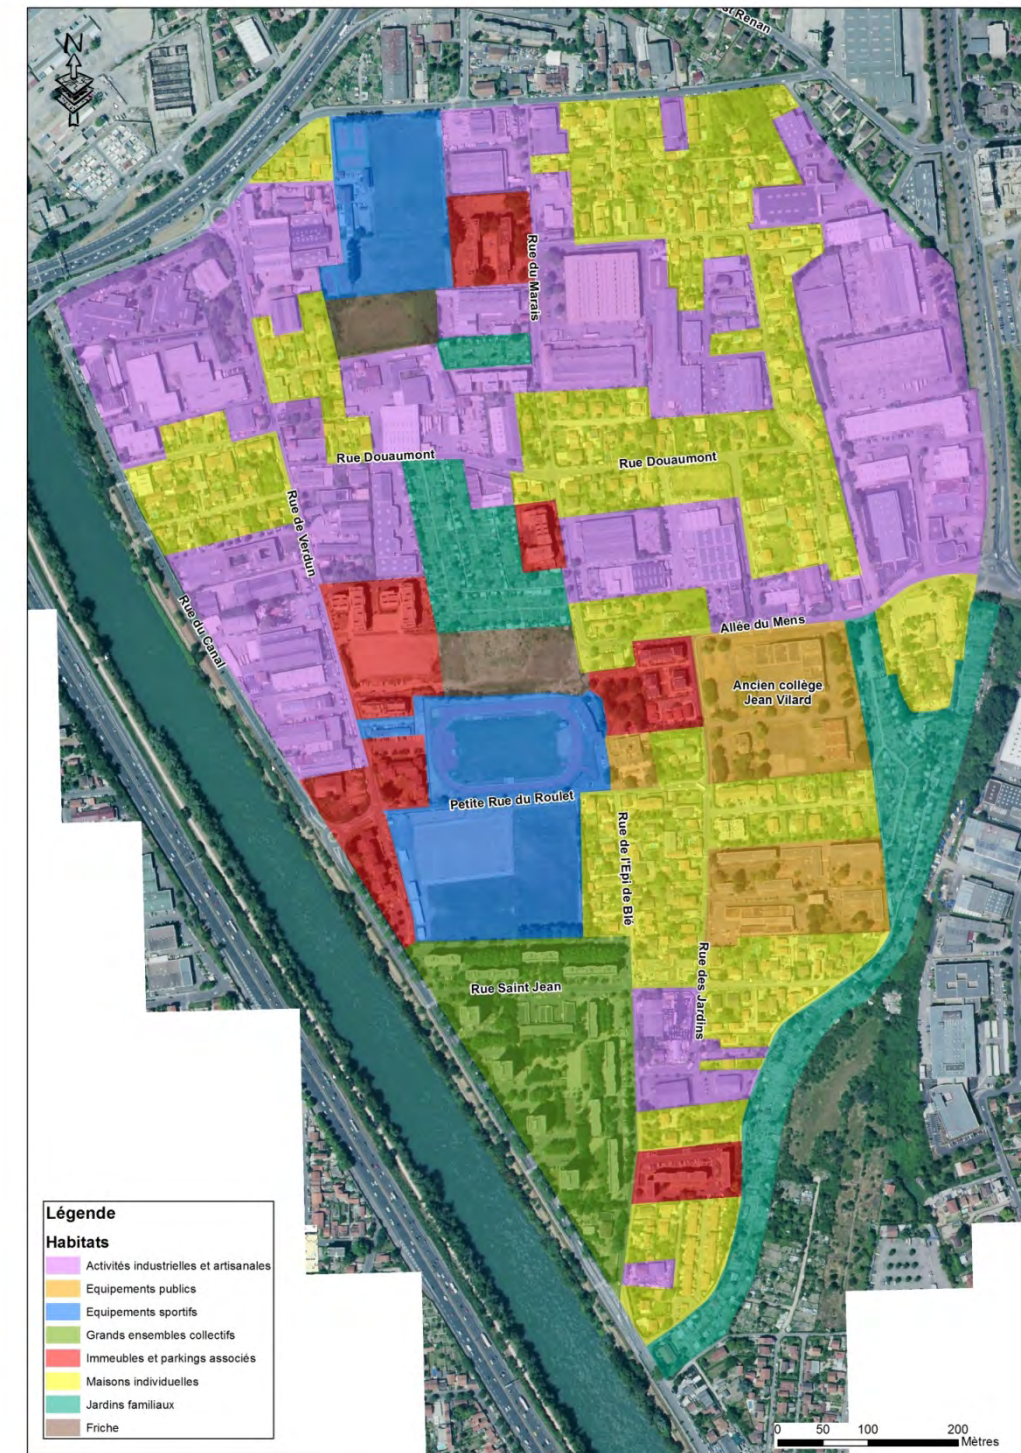 st Renan
N
Rue du Marais
Rue Douaumont
Rue Douaumont
Rue de Verdun
Rue du Canal
Allée du Mens
Ancien collège
Jean Vilard
Petite Rue du Roulet
Rue de l'Epi de Blé
Rue des Jardins
Rue Saint Jean
Légende
Habitats
Activités industrielles et artisanales
Equipements publics
Equipements sportifs
Grands ensembles collectifs
Immeubles et parkings associés
Maisons individuelles
Jardins familiaux
Friche
0 50 100 200
Mètres